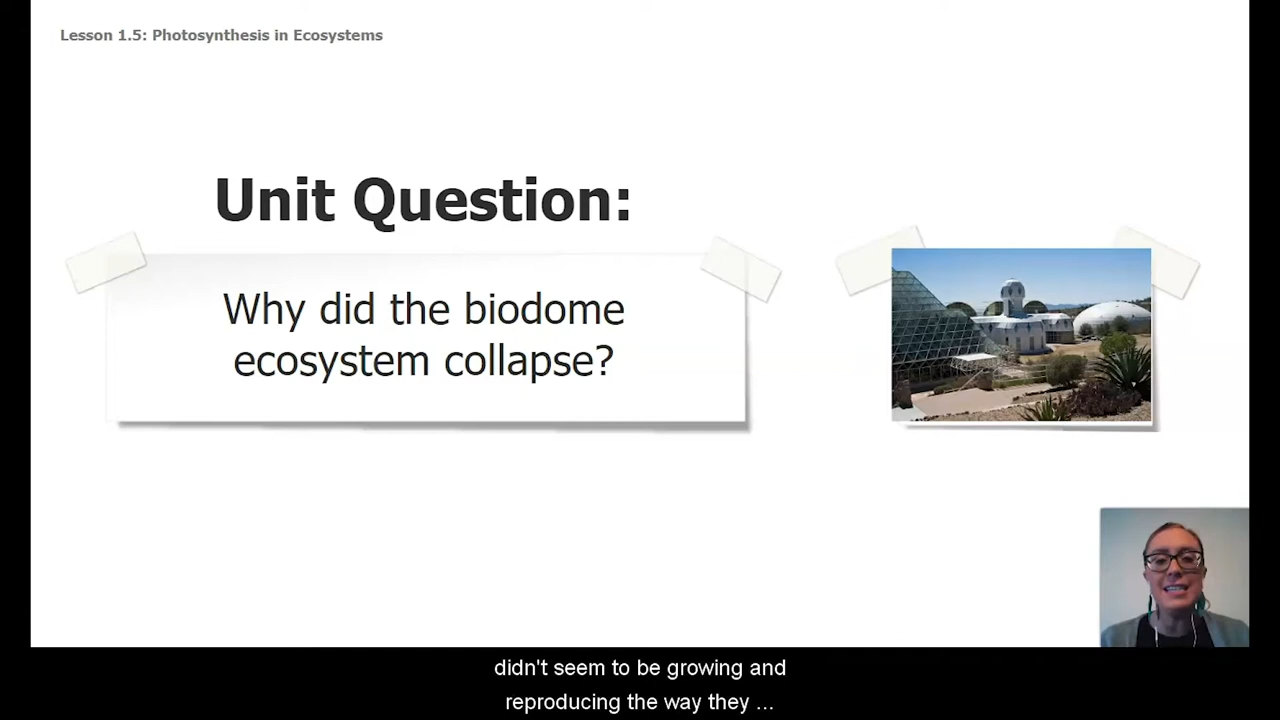 Lesson 1.5: Photosynthesis in Ecosystems
Unit Question:
Why did the biodome
ecosystem collapse?
didn't seem to be growing and
reproducing the way they ...